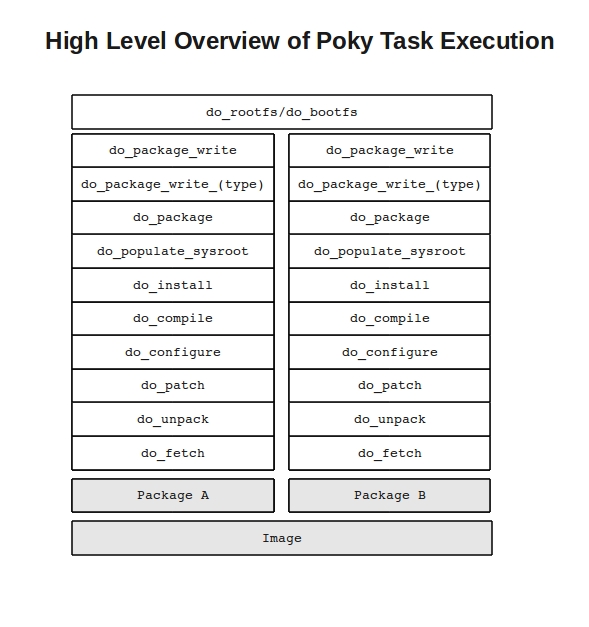 High Level Overview of Poky Task Execution
do_rootfs/do_bootfs
do_package_write do_package_write
do_package_write_(type) do_package_write_(type)
do_package do_package
do_populate_sysroot do_populate_sysroot
do_install do_install
do_compile do_compile
do_configure do_configure
do_patch do_patch
do_unpack do_unpack
do_fetch do_fetch
Package A Package B
Image